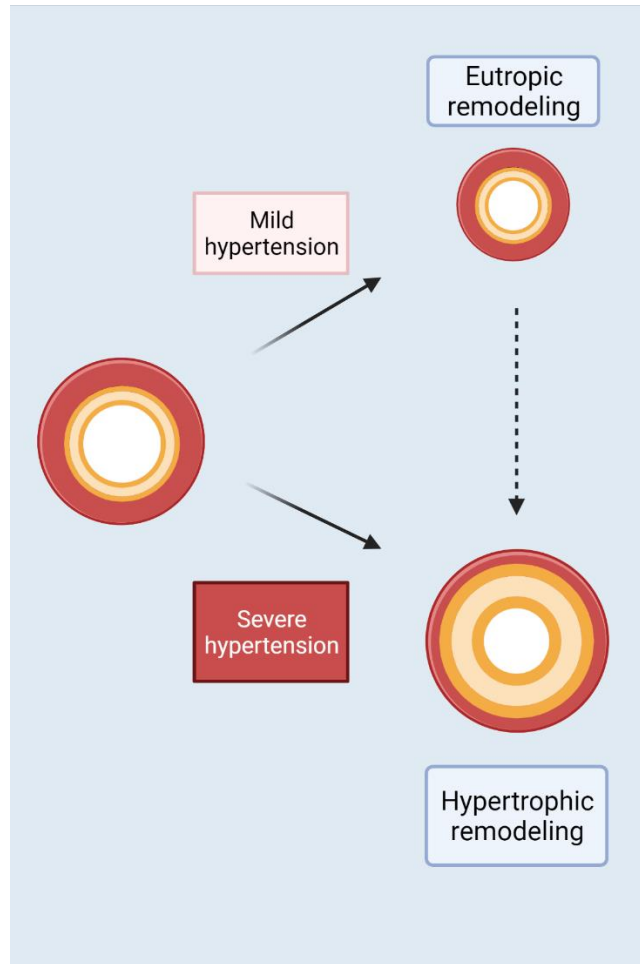 Eutropic
remodeling
Mild
hypertension
Severe
hypertension
Hypertrophic
remodeling